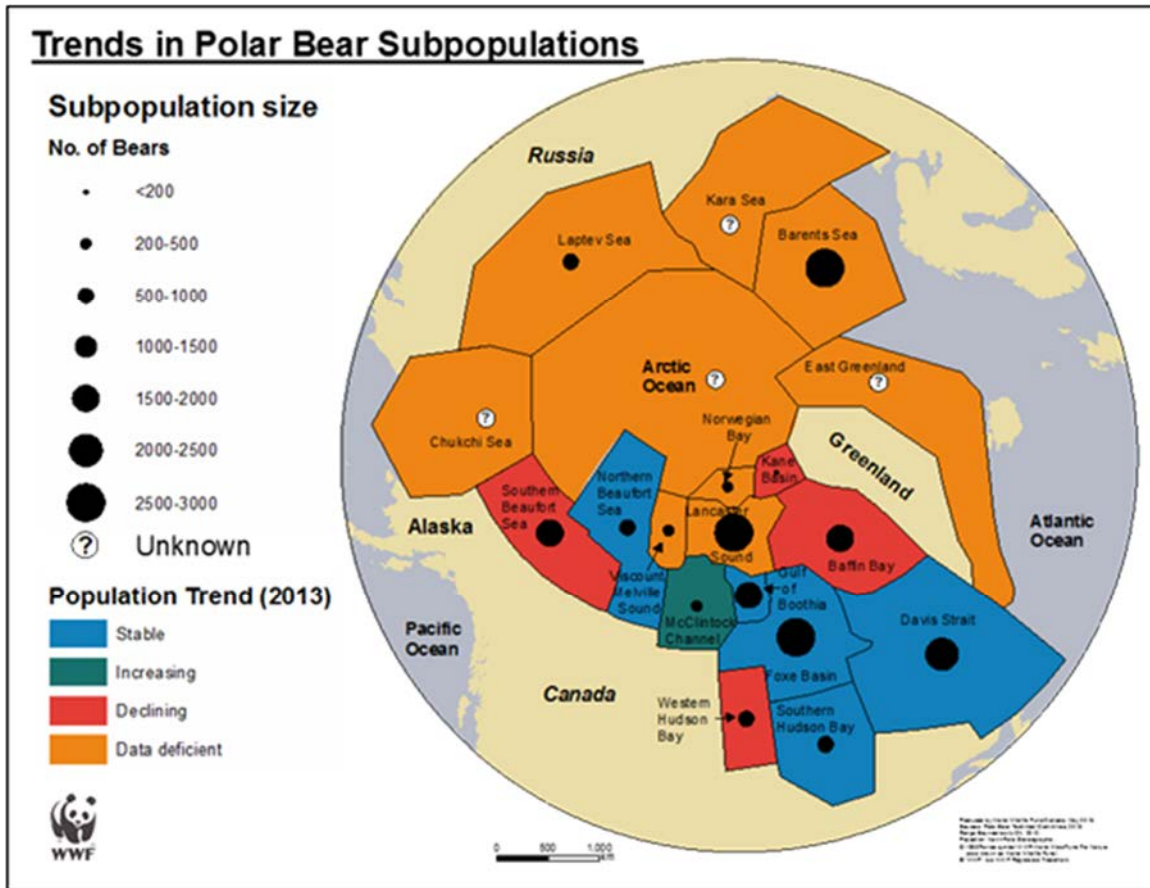 Trends in Polar Bear Subpopulations
Subpopulation size
No. of Bears
<200
200-500
500-1000
1000-1500
1500-2000
2000-2500
2500-3000
? Unknown
Population Trend (2013)
Stable
Increasing
Declining
Data deficient
WWF
Russia
Kara Sea
?
Laptev Sea
Barents Sea
Arctic
Ocean
?
East Greenland
?
Chukchi Sea
?
Norwegian
Bay
Kane
Basin
Greenland
Northern
Beaufort
Sea
Southern
Beaufort
Sea
Alaska
Lancaster
Sound
Atlantic
Ocean
Baffin Bay
Viscount
Melville
Sound
Gulf
of
Boothia
McClintock
Channel
Davis Strait
Pacific
Ocean
Canada
Foxe Basin
Western
Hudson
Bay
Southern
Hudson Bay
0
500
1,000